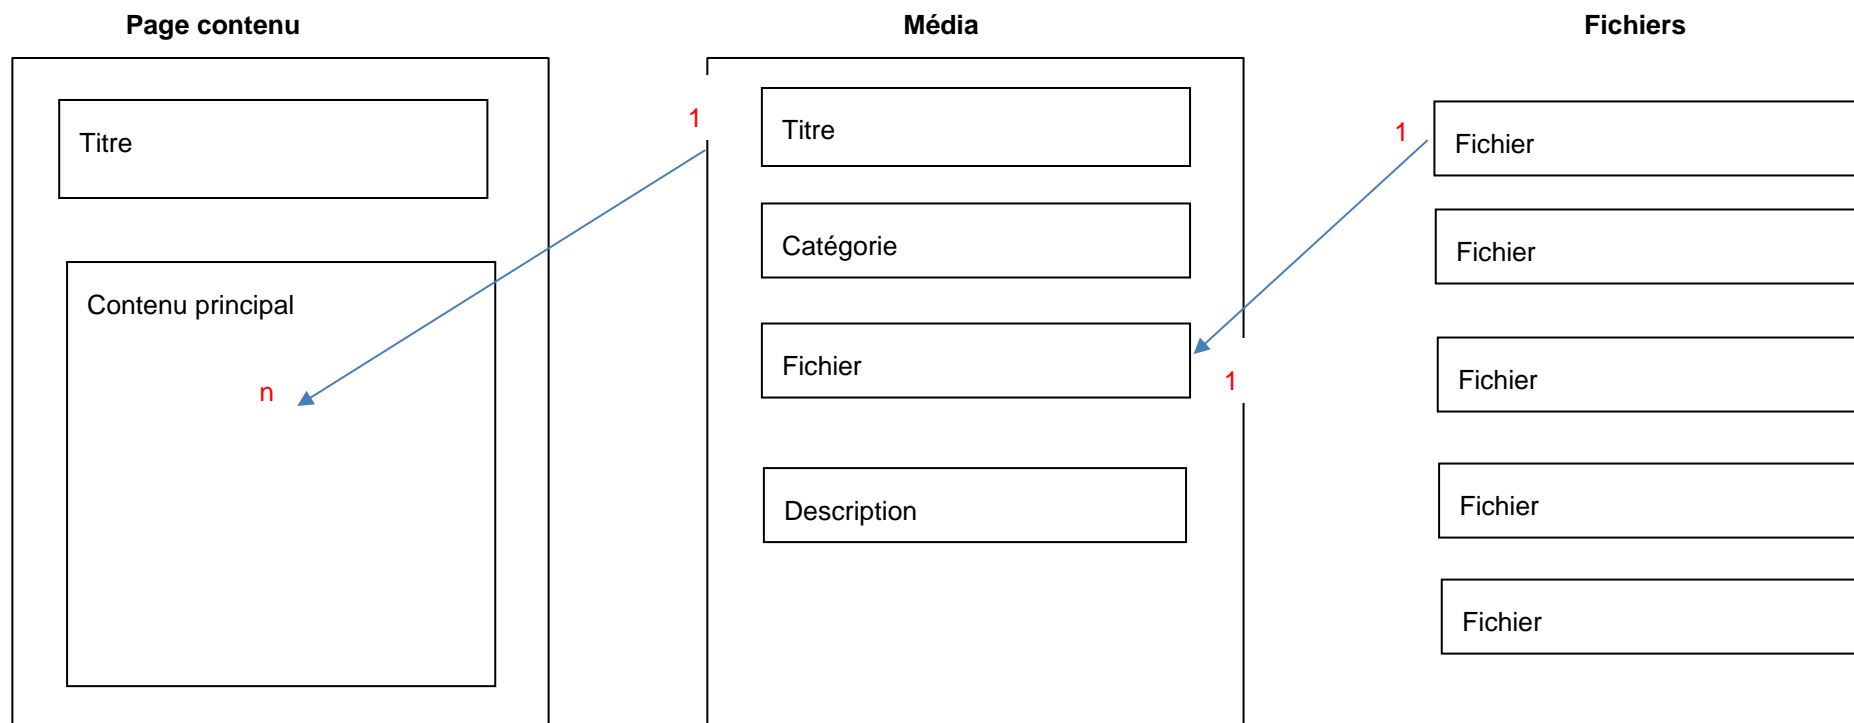 Page contenu
Titre
Contenu principal
n
Média
1
Titre
Catégorie
Fichier
1
Description
Fichiers
1
Fichier
Fichier
Fichier
Fichier
Fichier